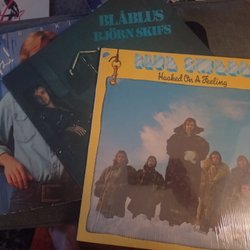 BLÅBLUS
BJÖRN SKIFS
BLUE SWEDE
Hooked On A Feeling